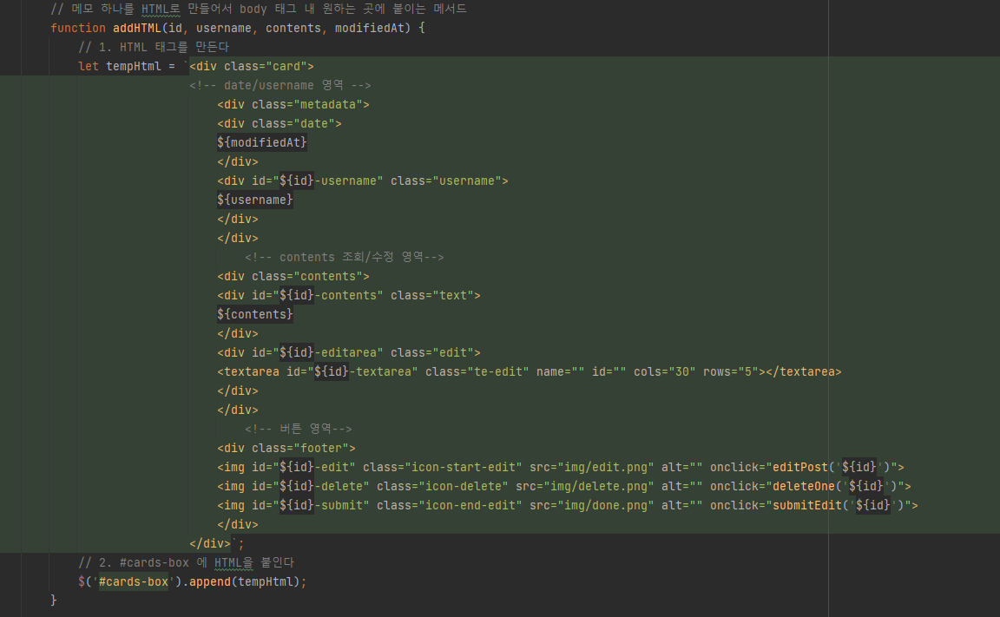 // 메모 하나를 HTML로 만들어서 body 태그 내 원하는 곳에 붙이는 메서드
function addHTML(id, username, contents, modifiedAt) {
// 1. HTML 태그를 만든다
let tempHtml = `<div class="card">
<!-- date/username 영역 -->
<div class="metadata">
<div class="date">
${modifiedAt}
</div>
<div id="${id}-username" class="username">
${username}
</div>
</div>
<!-- contents 조회/수정 영역-->
<div class="contents">
<div id="${id}-contents" class="text">
${contents}
</div>
<div id="${id}-editarea" class="edit">
<textarea id="${id}-textarea" class="te-edit" name="" id="" cols="30" rows="5"></textarea>
</div>
</div>
<!-- 버튼 영역-->
<div class="footer">
<img id="${id}-edit" class="icon-start-edit" src="img/edit.png" alt="" onclick="editPost('${id}')">
<img id="${id}-delete" class="icon-delete" src="img/delete.png" alt="" onclick="deleteOne('${id}')">
<img id="${id}-submit" class="icon-end-edit" src="img/done.png" alt="" onclick="submitEdit('${id}')">
</div>
</div>`;
// 2. #cards-box 에 HTML을 붙인다
$('#cards-box').append(tempHtml);
}